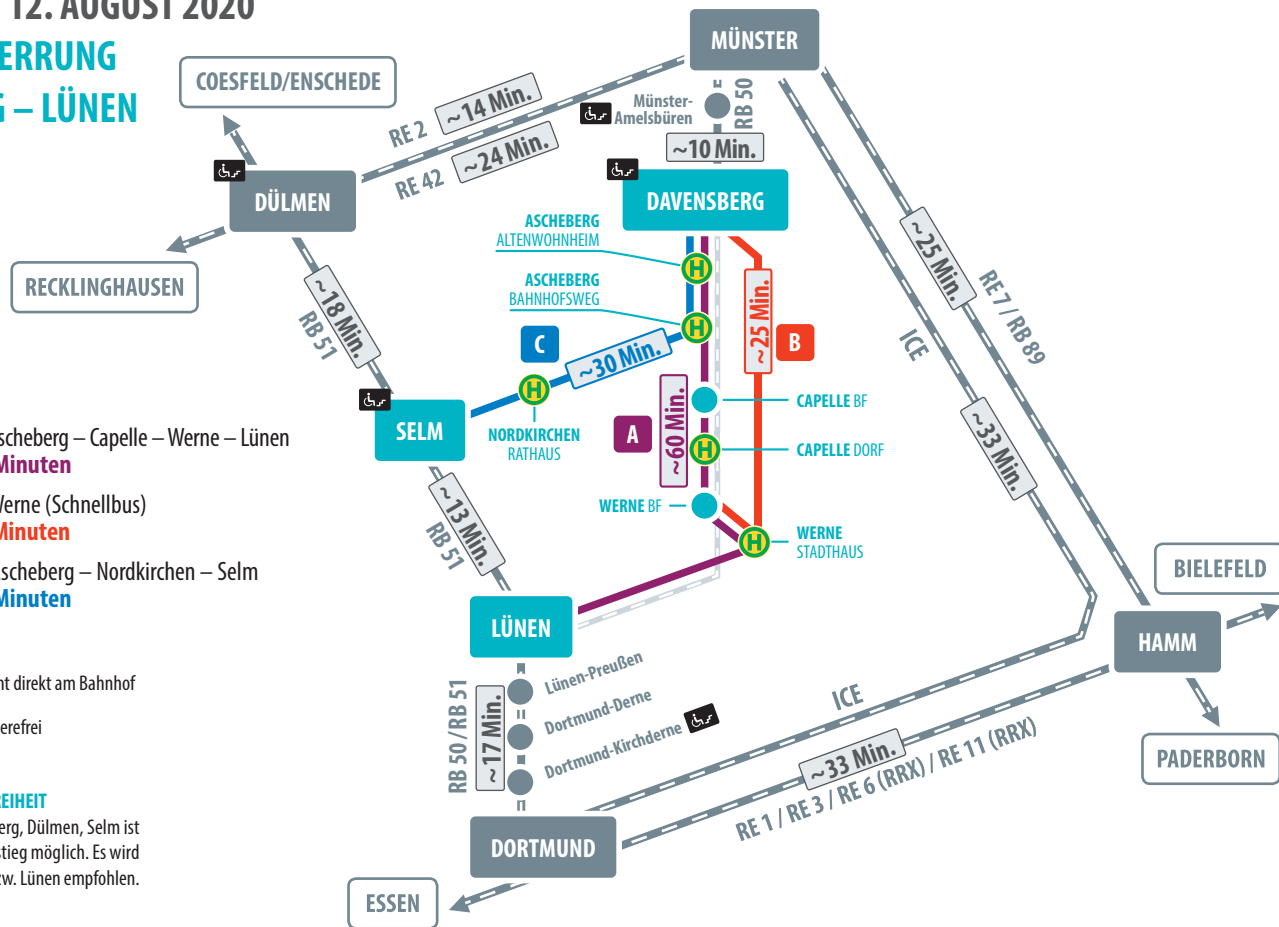 12. AUGUST 2020
ERRUNG
– LÜNEN
COESFELD/ENSCHEDE
MÜNSTER
RE 2
~14 Min.
RE 42
~24 Min.
Münster-
Amelsbüren
RB 50
~10 Min.
DÜLMEN
DAVENSBERG
RECKLINGHAUSEN
ASCHEBERG
ALTENWOHNHEIM
H
ASCHEBERG
BAHNHOFSWEG
H
~25 Min.
RE 7 / RB 89
ICE
~33 Min.
~18 Min.
RB 51
C
~30 Min.
H
NORDKIRCHEN
RATHAUS
~25 Min.
B
SELM
A
~60 Min.
CAPELLE BF
H
CAPELLE DORF
WERNE BF
H
WERNE
STADTHAUS
~13 Min.
RB 51
scheberg – Capelle – Werne – Lünen
Minuten
Werne (Schnellbus)
Minuten
scheberg – Nordkirchen – Selm
Minuten
LÜNEN
BIELEFELD
HAMM
PADERBORN
nt direkt am Bahnhof
erefrei
REIHEIT
erg, Dülmen, Selm ist
stieg möglich. Es wird
zw. Lünen empfohlen.
RB 50 / RB 51
~17 Min.
Lünen-Preußen
Dortmund-Derne
Dortmund-Kirchderne
ICE
~33 Min.
RE 1 / RE 3 / RE 6 (RRX) / RE 11 (RRX)
DORTMUND
ESSEN